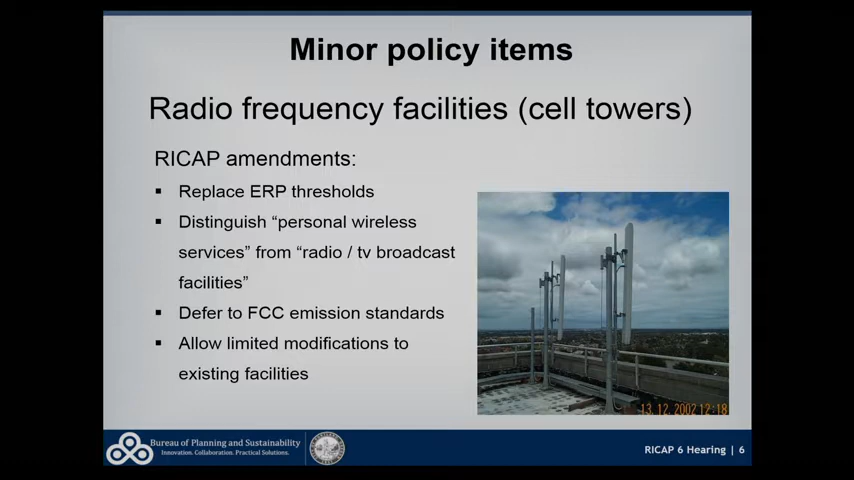 Minor policy items
Radio frequency facilities (cell towers)
RICAP amendments:
▪ Replace ERP thresholds
▪ Distinguish “personal wireless
services” from “radio / tv broadcast
facilities”
▪ Defer to FCC emission standards
▪ Allow limited modifications to
existing facilities
13.12.2002 12:18
Bureau of Planning and Sustainability
Innovation. Collaboration. Practical Solutions.
RICAP 6 Hearing | 6